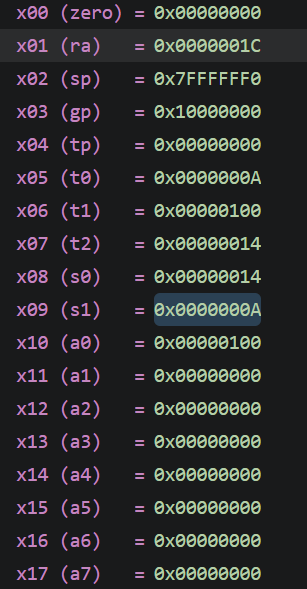 x00 (zero) = 0x00000000
x01 (ra) = 0x0000001C
x02 (sp) = 0x7FFFFFF0
x03 (gp) = 0x10000000
x04 (tp) = 0x00000000
x05 (t0) = 0x0000000A
x06 (t1) = 0x00000100
x07 (t2) = 0x00000014
x08 (s0) = 0x00000014
x09 (s1) = 0x0000000A
x10 (a0) = 0x00000100
x11 (a1) = 0x00000000
x12 (a2) = 0x00000000
x13 (a3) = 0x00000000
x14 (a4) = 0x00000000
x15 (a5) = 0x00000000
x16 (a6) = 0x00000000
x17 (a7) = 0x00000000